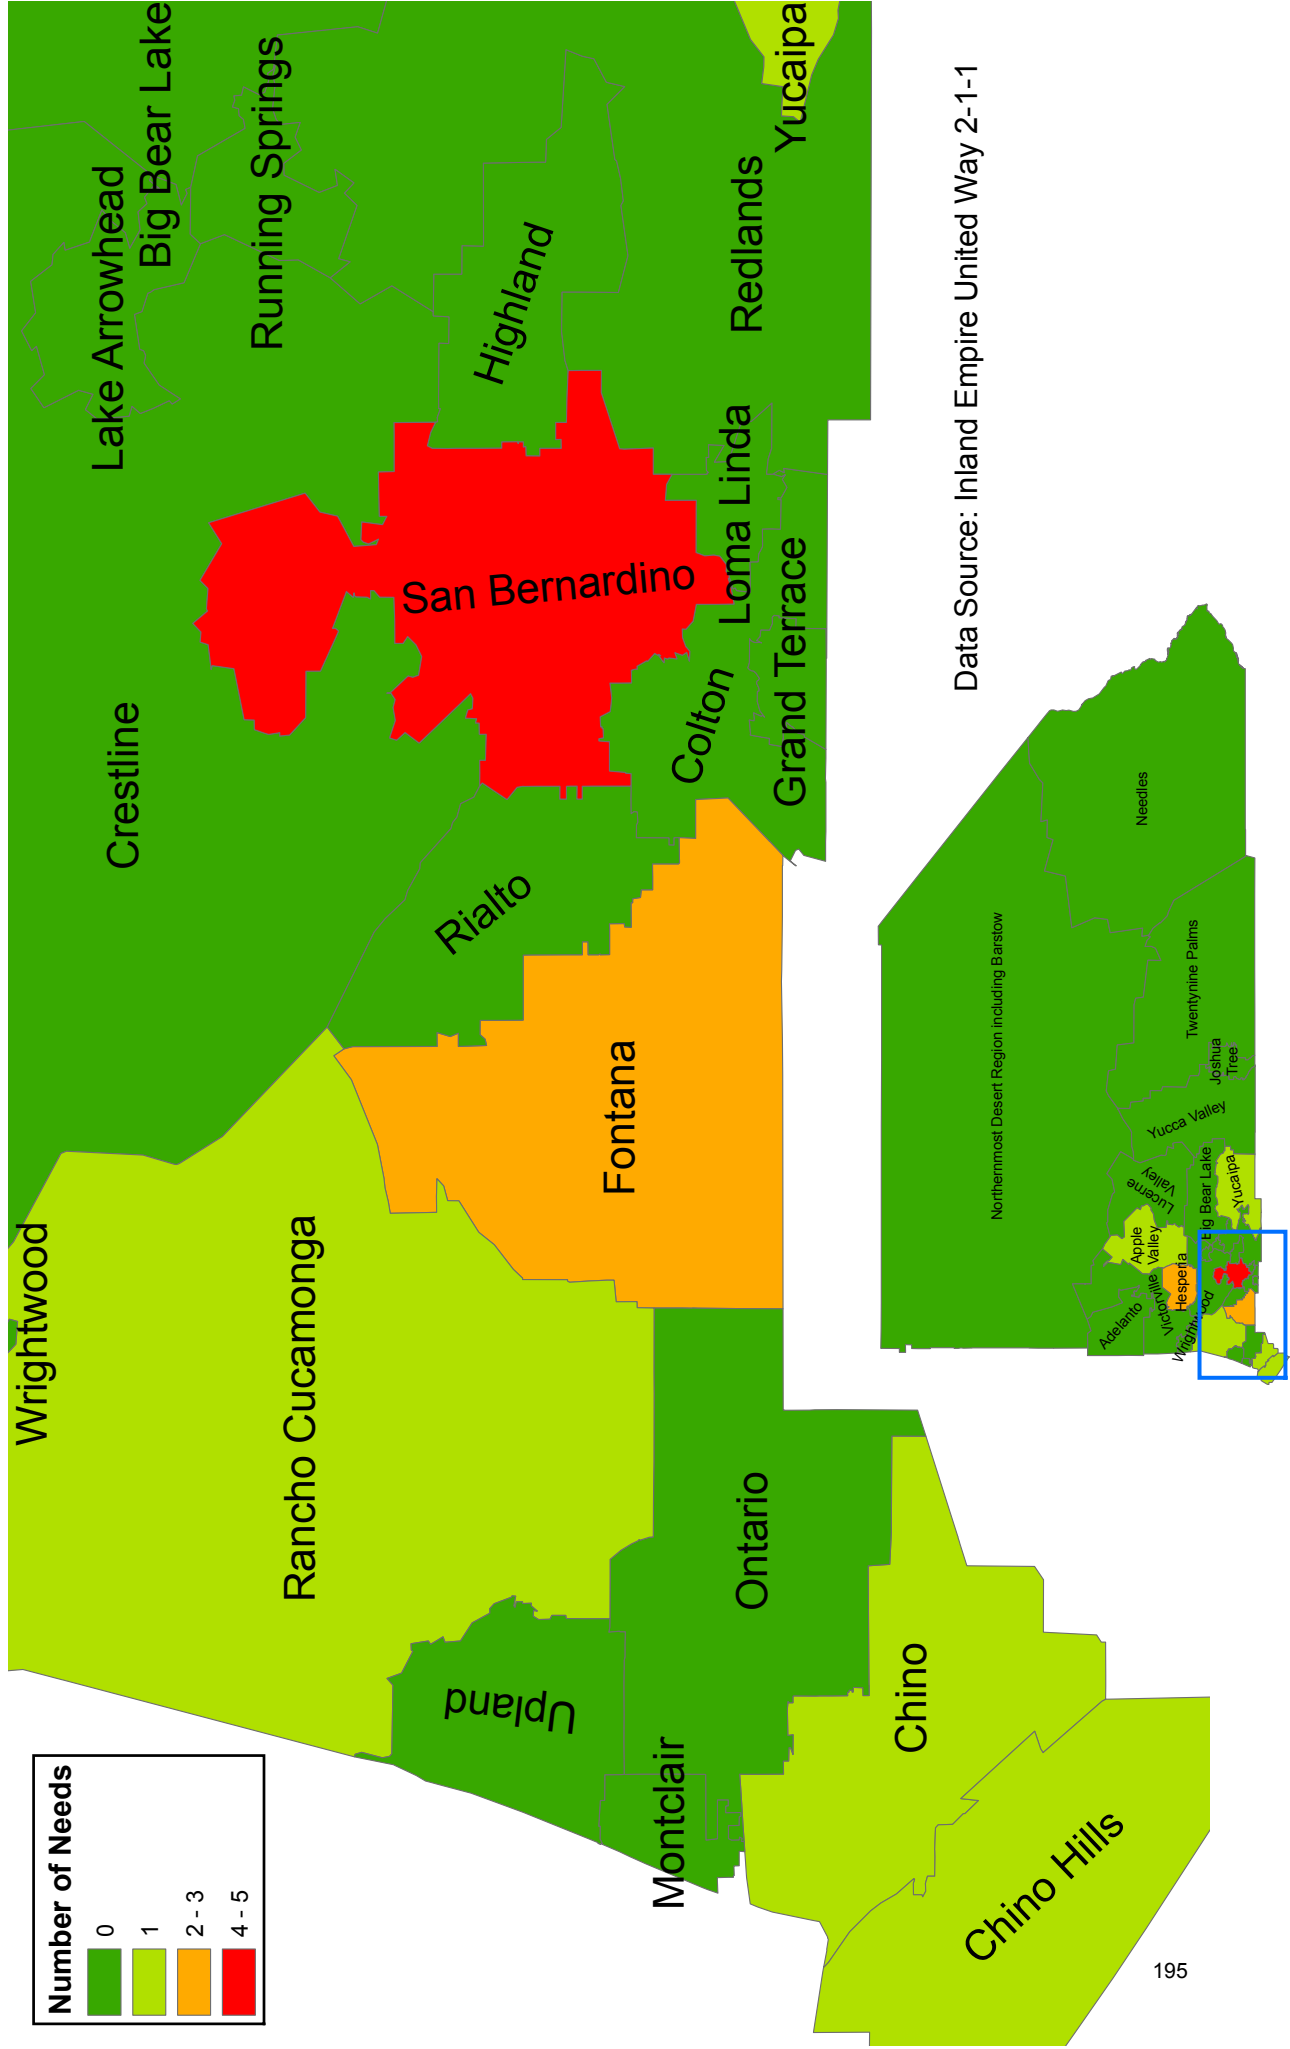 Number of Needs
0
1
2 - 3
4 - 5
Wrightwood
Crestline
Lake Arrowhead
Big Bear Lake
Running Springs
Rancho Cucamonga
Rialto
San Bernardino
Highland
Upland
Fontana
Montclair
Ontario
Colton
Loma Linda
Grand Terrace
Redlands
Yucaipa
Chino
Chino Hills
Northernmost Desert Region including Barstow
Needles
Twentynine Palms
Joshua
Tree
Yucca Valley
Lucerne
Valley
Apple
Valley
Adelanto
Victorville
Hesperia
Wrightwood
Big Bear Lake
Yucaipa
Data Source: Inland Empire United Way 2-1-1
195